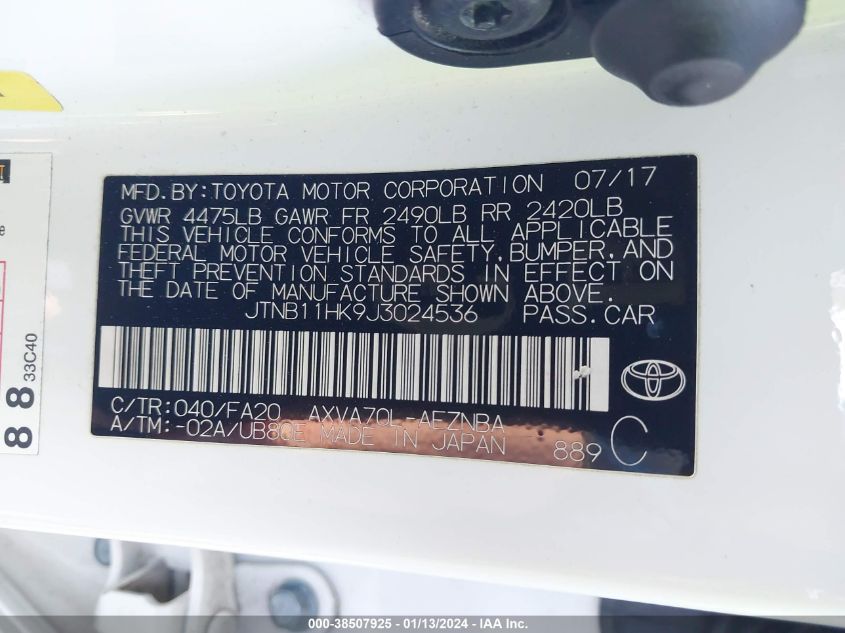 MFD.BY:TOYOTA MOTOR CORPORATION 07/17
GVWR 4475LB GAWR FR 2490LB RR 2420LB
THIS VEHICLE CONFORMS TO ALL APPLICABLE
FEDERAL MOTOR VEHICLE SAFETY,BUMPER,AND
THEFT PREVENTION STANDARDS IN EFFECT ON
THE DATE OF MANUFACTURE SHOWN ABOVE.
JTNB11HK9J3024536 PASS.CAR
C/TR:040/FA20 AXVA70L-AEZNBA
A/TM:-02A/UB80E MADE IN JAPAN 889 C
88 33C40
000-38507925 - 01/13/2024 - IAA Inc.